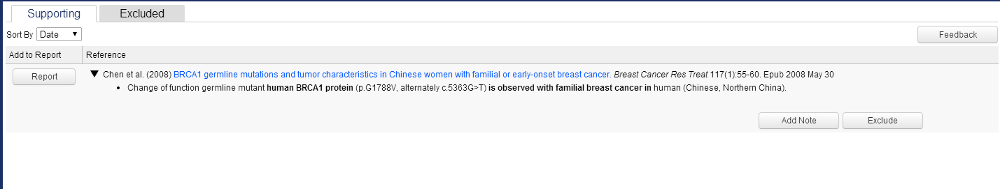 Supporting Excluded
Sort By Date Feedback
Add to Report Reference
Report Chen et al. (2008) BRCA1 germline mutations and tumor characteristics in Chinese women with familial or early-onset breast cancer. Breast Cancer Res Treat 117(1):55-60. Epub 2008 May 30
• Change of function germline mutant human BRCA1 protein (p.G1788V, alternately c.5363G>T) is observed with familial breast cancer in human (Chinese, Northern China).
Add Note Exclude